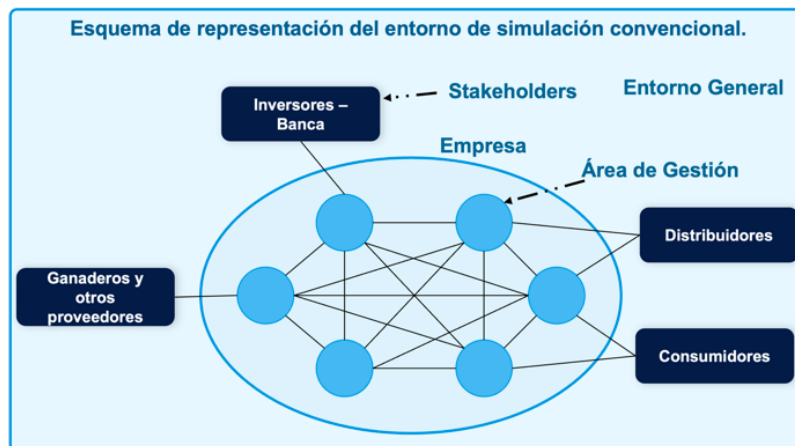 Esquema de representación del entorno de simulación convencional.
Inversores –
Banca
Stakeholders
Entorno General
Empresa
Área de Gestión
Distribuidores
Ganaderos y
otros
proveedores
Consumidores